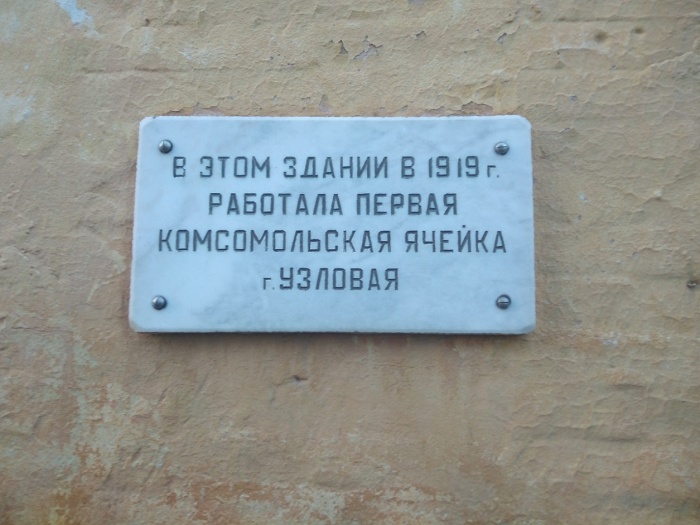 В ЭТОМ ЗДАНИИ В 1919 г.
РАБОТАЛА ПЕРВАЯ
КОМСОМОЛЬСКАЯ ЯЧЕЙКА
г. УЗЛОВАЯ